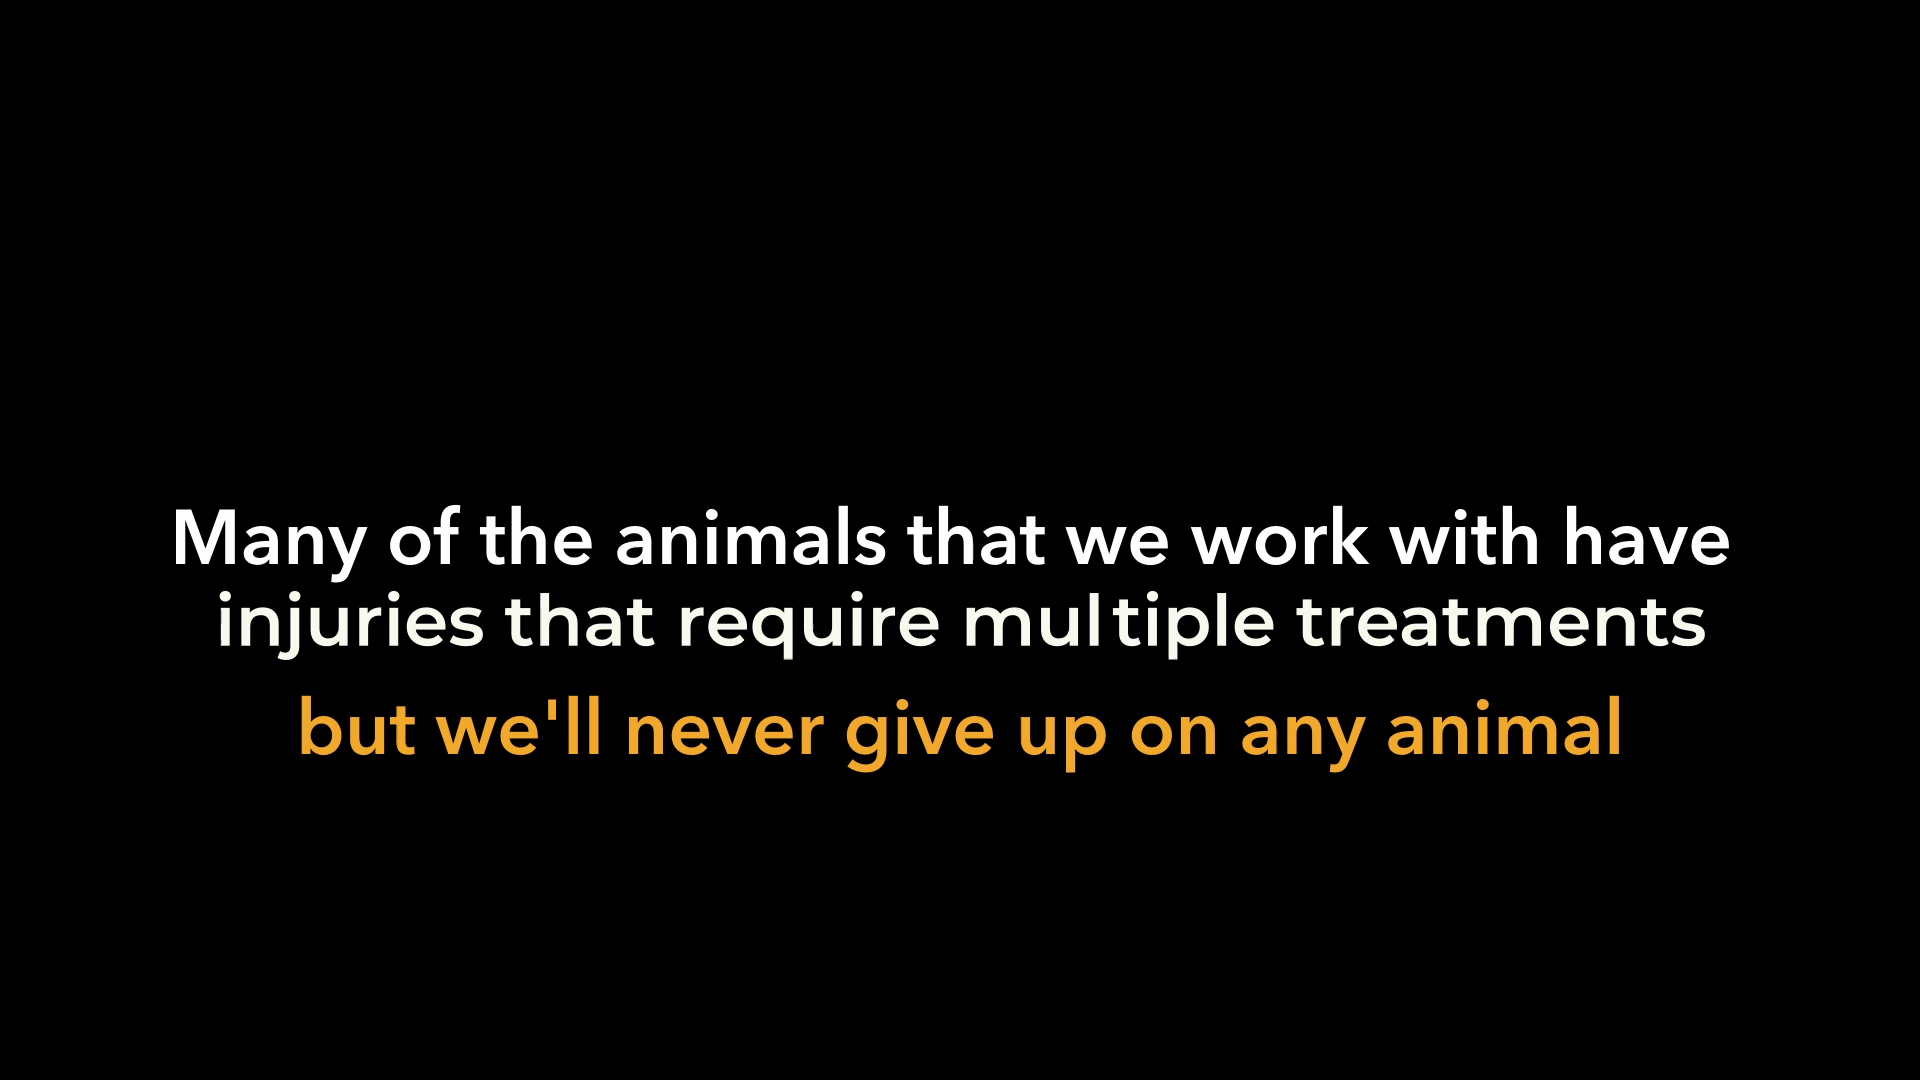 Many of the animals that we work with have
injuries that require multiple treatments
but we'll never give up on any animal